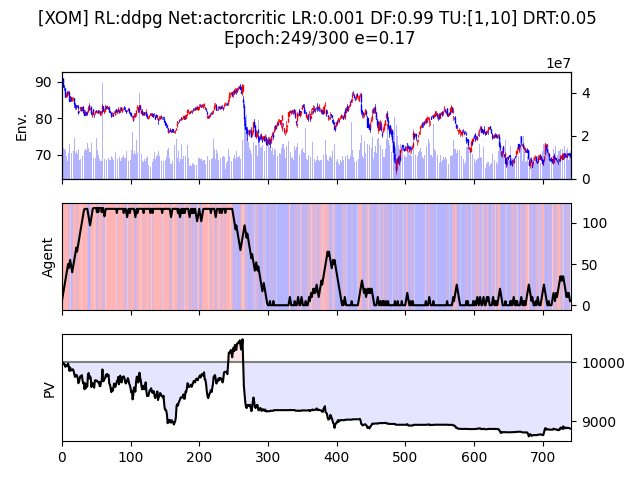 [XOM] RL:ddpg Net:actorcritic LR:0.001 DF:0.99 TU:[1,10] DRT:0.05
Epoch:249/300 e=0.17
1e7
Env.
90
80
70
4
2
0
Agent
100
50
0
PV
10000
9000
0 100 200 300 400 500 600 700